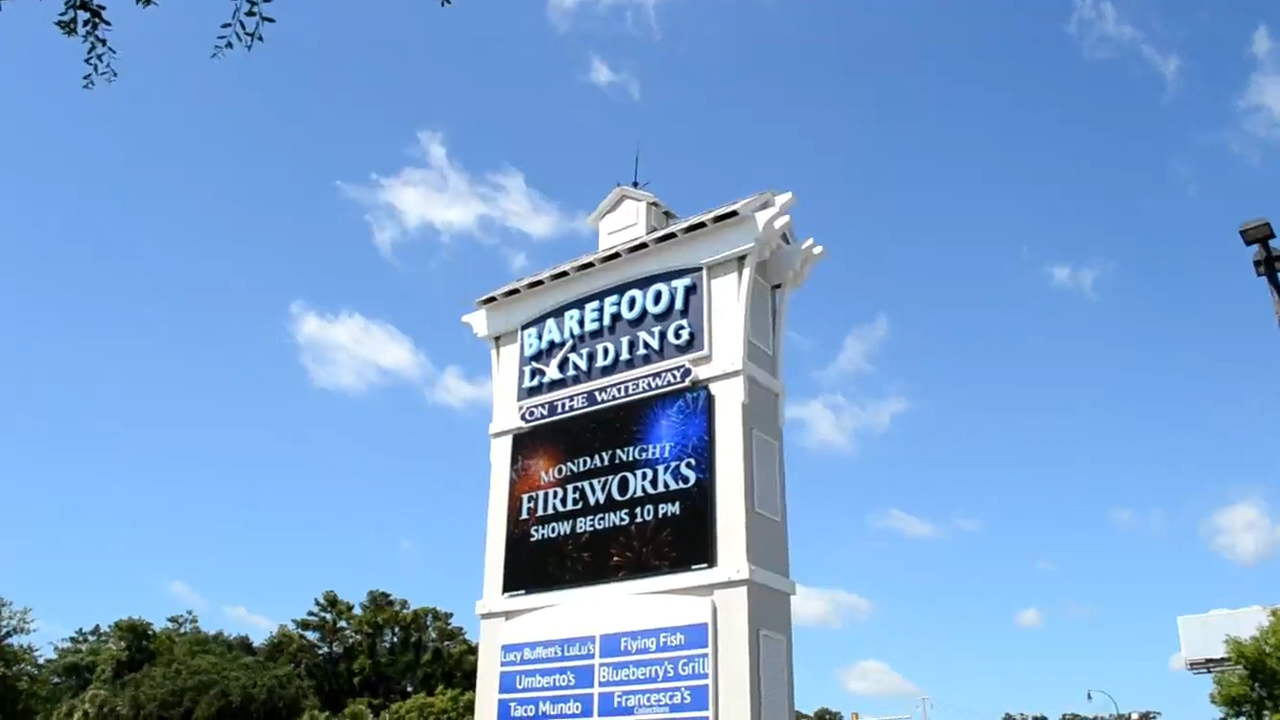 BAREFOOT
LANDING
ON THE WATERWAY
MONDAY NIGHT
FIREWORKS
SHOW BEGINS 10 PM
Lucy Buffett's LuLu's
Flying Fish
Umberto's
Blueberry's Grill
Taco Mundo
Francesca's
Collections